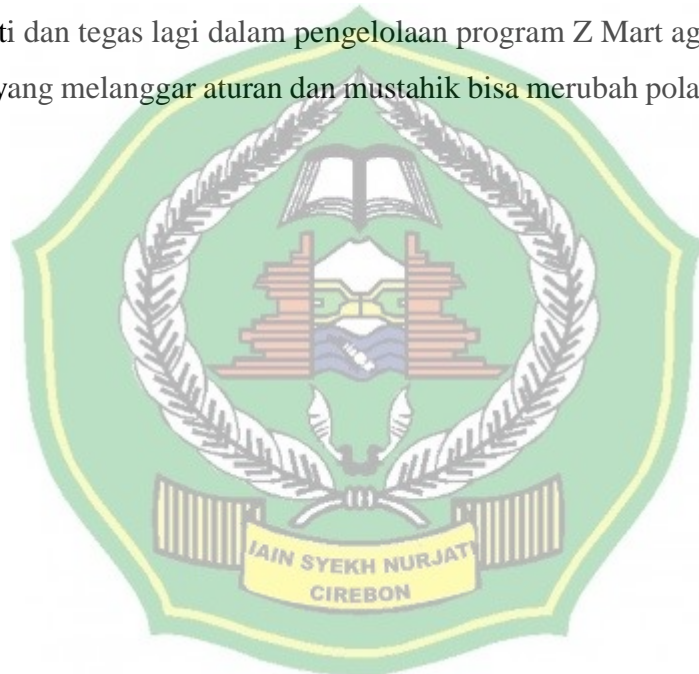 ti dan tegas lagi dalam pengelolaan program Z Mart ag
yang melanggar aturan dan mustahik bisa merubah pola
IAIN SYEKH NURJATI
CIREBON